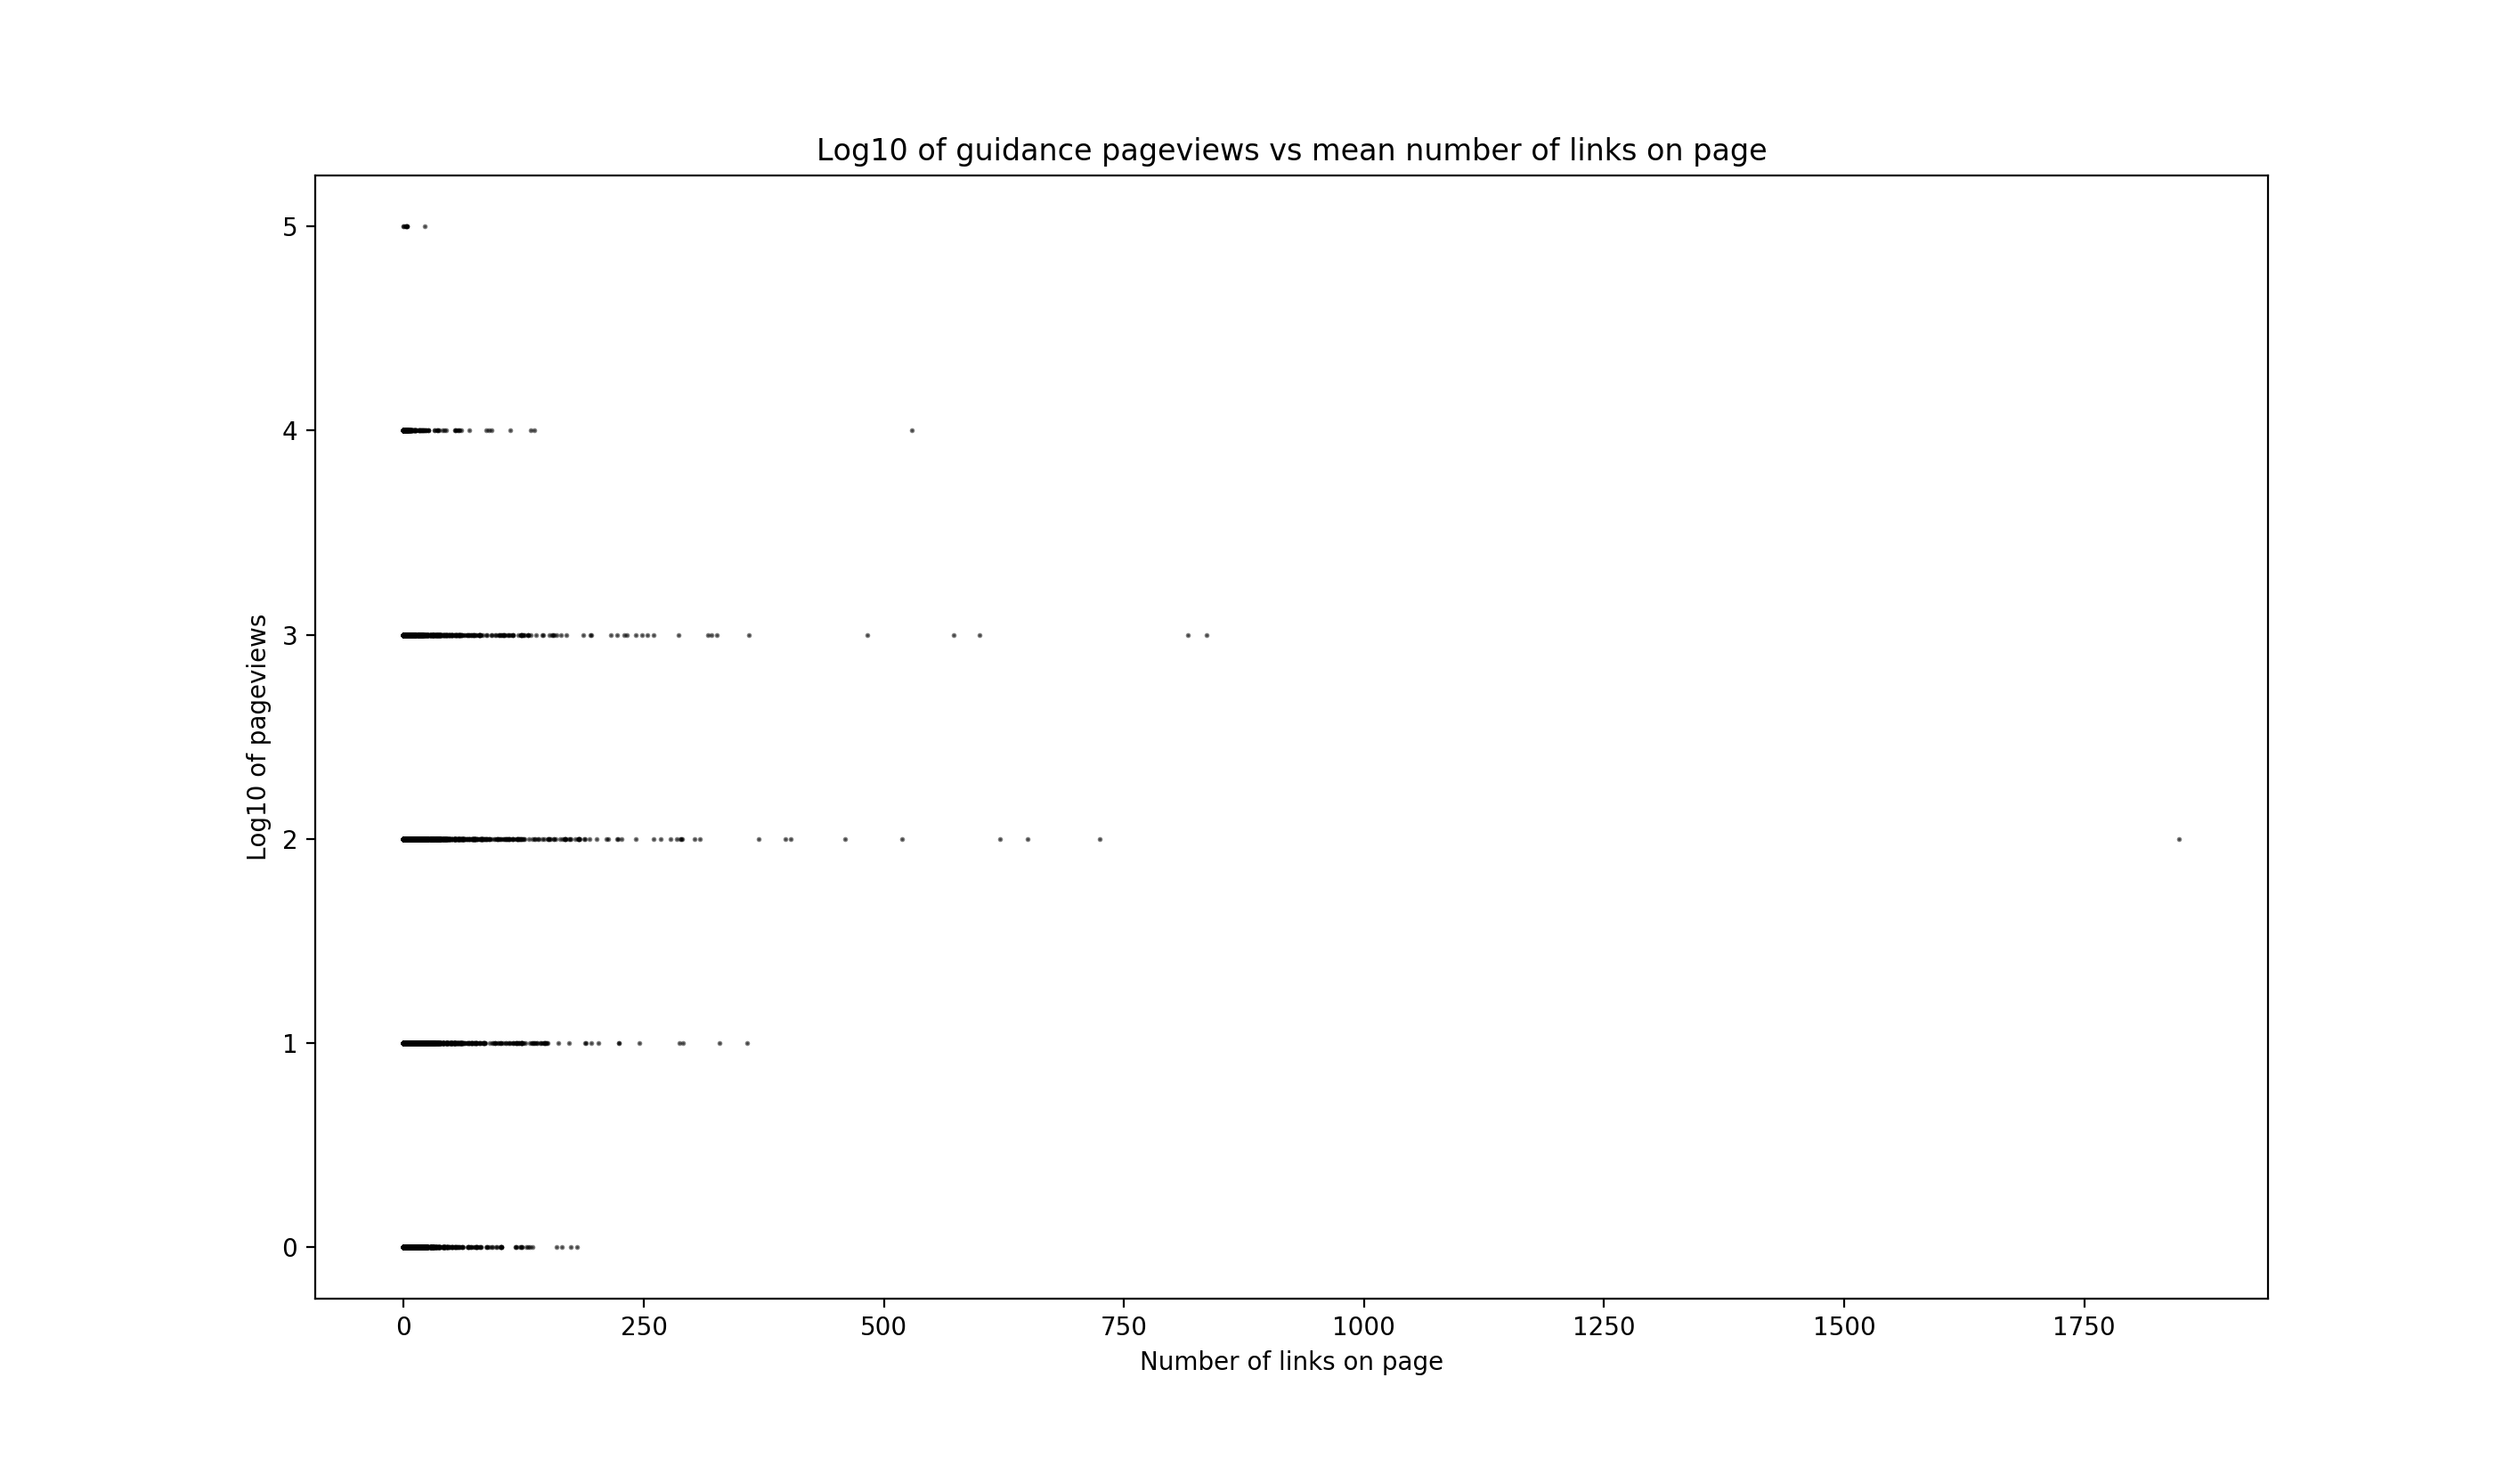 Log10 of guidance pageviews vs mean number of links on page
Log10 of pageviews
5
4
3
2
1
0
0 250 500 750 1000 1250 1500 1750
Number of links on page